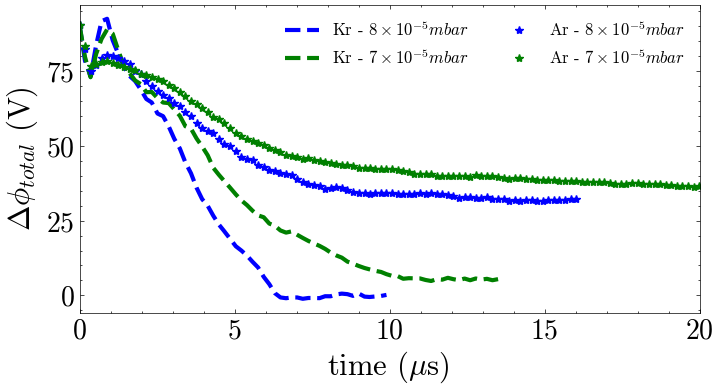 Kr - 8 × 10⁻⁵mbar
Kr - 7 × 10⁻⁵mbar
Ar - 8 × 10⁻⁵mbar
Ar - 7 × 10⁻⁵mbar
Δϕ_total (V)
75
50
25
0
0 5 10 15 20
time (μs)